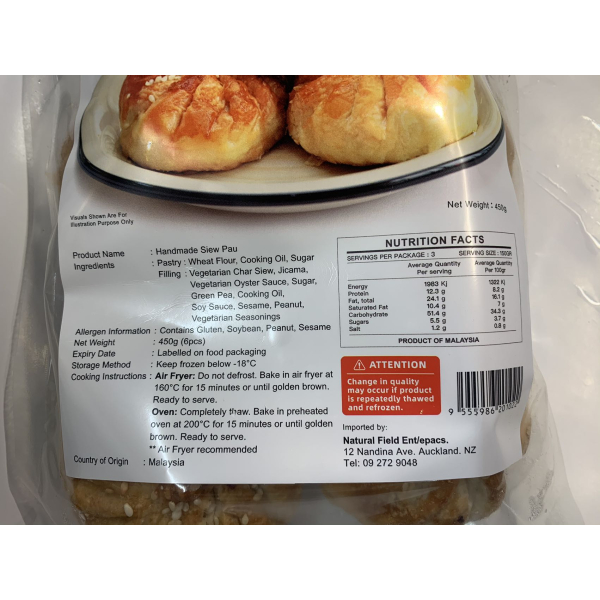 Visuals Shown Are For
Illustration Purpose Only
Net Weight : 450g
Product Name : Handmade Siew Pau
Ingredients : Pastry : Wheat Flour, Cooking Oil, Sugar
Filling : Vegetarian Char Siew, Jicama,
Vegetarian Oyster Sauce, Sugar,
Green Pea, Cooking Oil,
Soy Sauce, Sesame, Peanut,
Vegetarian Seasonings
Allergen Information : Contains Gluten, Soybean, Peanut, Sesame
Net Weight : 450g (6pcs)
Expiry Date : Labelled on food packaging
Storage Method : Keep frozen below -18°C
Cooking Instructions : Air Fryer: Do not defrost. Bake in air fryer at
160°C for 15 minutes or until golden brown.
Ready to serve.
Oven: Completely thaw. Bake in preheated
oven at 200°C for 15 minutes or until golden
brown. Ready to serve.
** Air Fryer recommended
Country of Origin : Malaysia
NUTRITION FACTS
SERVINGS PER PACKAGE : 3 SERVING SIZE : 150GR
Average Quantity Average Quantity
Per serving Per 100gr
Energy 1983 Kj 1322 Kj
Protein 12.3 g 8.2 g
Fat, total 24.1 g 16.1 g
Saturated Fat 10.4 g 7 g
Carbohydrate 51.4 g 34.3 g
Sugars 5.5 g 3.7 g
Salt 1.2 g 0.8 g
PRODUCT OF MALAYSIA
ATTENTION
Change in quality
may occur if product
is repeatedly thawed
and refrozen.
Imported by:
Natural Field Ent/epacs.
12 Nandina Ave. Auckland. NZ
Tel: 09 272 9048